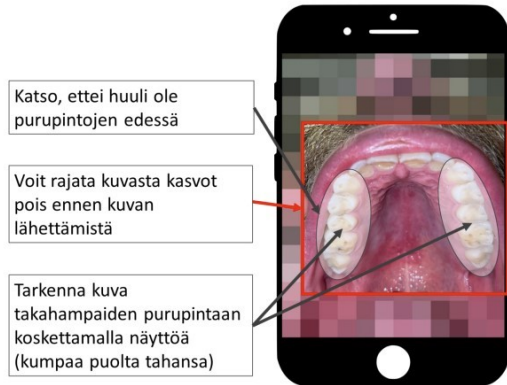 Katso, ettei huuli ole
purupintojen edessä
Voit rajata kuvasta kasvot
pois ennen kuvan
lähettämistä
Tarkenna kuva
takahampaiden purupintaan
koskettamalla näyttöä
(kumpaa puolta tahansa)